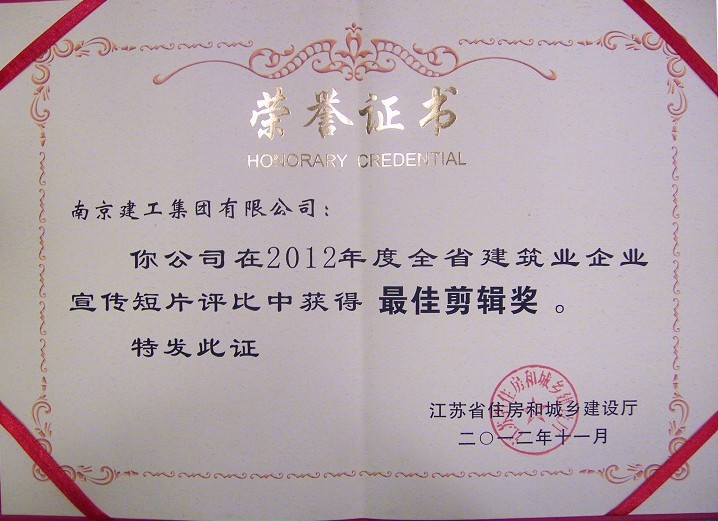 荣誉证书
HONORARY CREDENTIAL
南京建工集团有限公司：
你公司在2012年度全省建筑业企业
宣传短片评比中获得 最佳剪辑奖 。
特发此证
江苏省住房和城乡建设厅
二〇一二年十一月